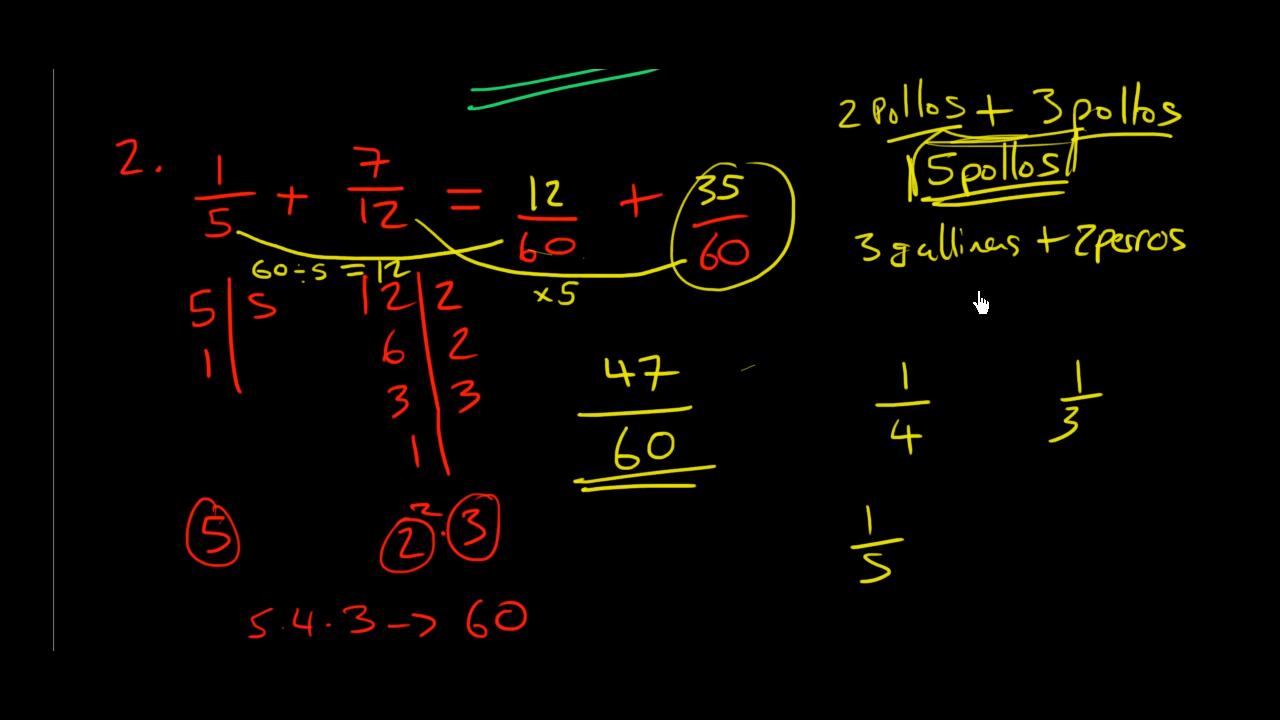 2 pollos + 3 pollos
5 pollos
3 gallinas + 2 perros
2. 1/5 + 7/12 = 12/60 + 35/60
60÷5 = 12
×5
5 | 5
1 |
12 | 2
6 | 2
3 | 3
1 |
47/60
1/4
1/3
1/5
5
2² · 3
5·4·3 -> 60